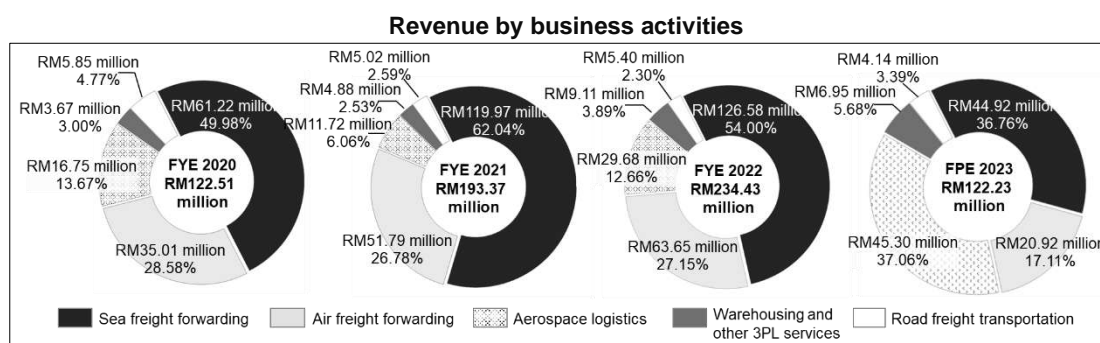 Revenue by business activities
RM5.85 million
4.77%
RM3.67 million
3.00%
RM16.75 million
13.67%
RM35.01 million
28.58%
RM61.22 million
49.98%
FYE 2020
RM122.51
million
RM5.02 million
2.59%
RM4.88 million
2.53%
RM11.72 million
6.06%
RM51.79 million
26.78%
RM119.97 million
62.04%
FYE 2021
RM193.37
million
RM5.40 million
2.30%
RM9.11 million
3.89%
RM29.68 million
12.66%
RM63.65 million
27.15%
RM126.58 million
54.00%
FYE 2022
RM234.43
million
RM4.14 million
3.39%
RM6.95 million
5.68%
RM45.30 million
37.06%
RM20.92 million
17.11%
RM44.92 million
36.76%
FPE 2023
RM122.23
million
Sea freight forwarding
Air freight forwarding
Aerospace logistics
Warehousing and
other 3PL services
Road freight transportation